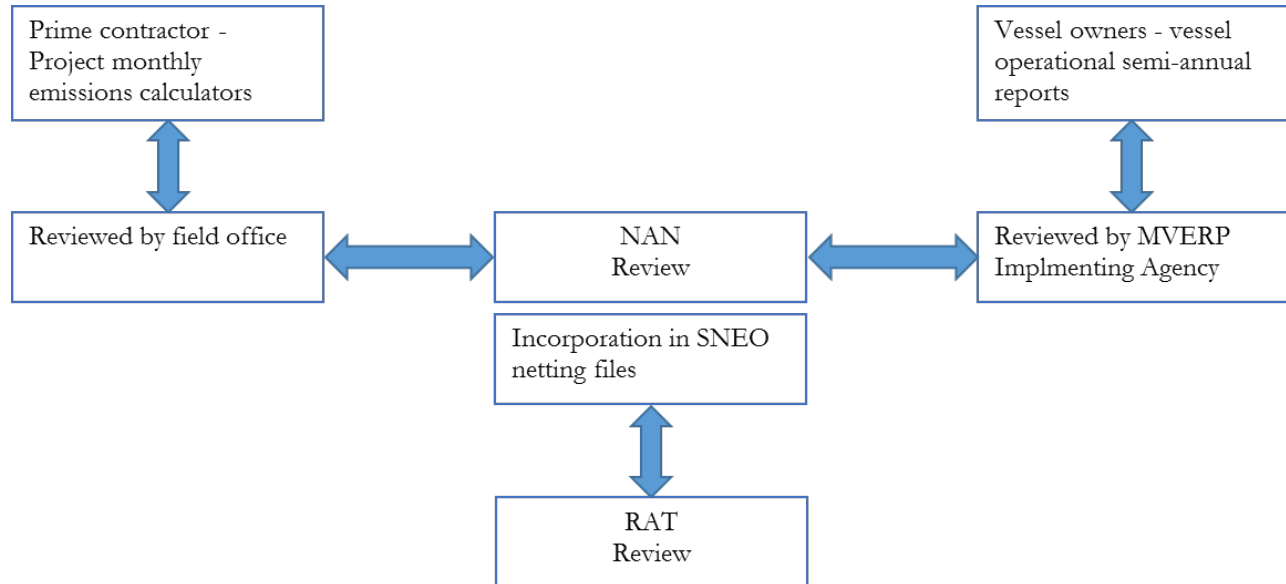 Prime contractor -
Project monthly
emissions calculators
Vessel owners - vessel
operational semi-annual
reports
Reviewed by field office
NAN
Review
Reviewed by MVERP
Implmenting Agency
Incorporation in SNEO
netting files
RAT
Review